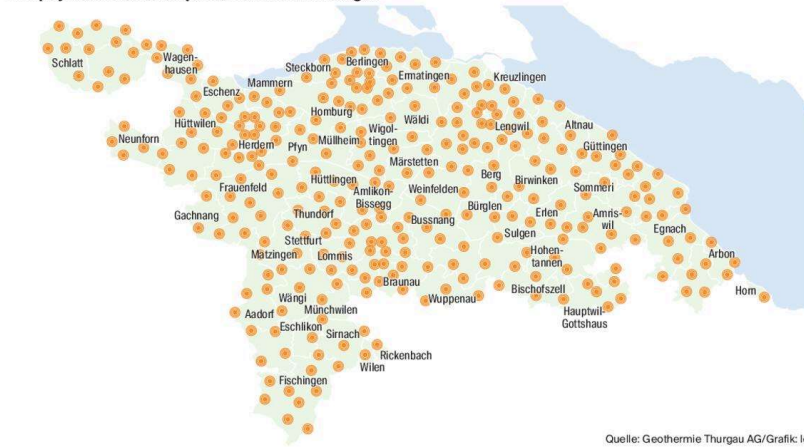 Schlatt
Wagen-
hausen
Steckborn
Berlingen
Ermatingen
Kreuzlingen
Mammern
Eschenz
Homburg
Wäldi
Hüttwilen
Lengwil
Altnau
Neunforn
Müllheim
Wigol-
tingen
Güttingen
Herdern
Pfyn
Märstetten
Hüttlingen
Berg
Birwinken
Sommeri
Frauenfeld
Amlikon-
Bissegg
Weinfelden
Gachnang
Thundorf
Bussnang
Bürglen
Erlen
Amris-
wil
Egnach
Stettfurt
Sulgen
Matzingen
Lommis
Hohen-
tannen
Arbon
Braunau
Bischofszell
Horn
Wängi
Wuppenau
Münchwilen
Aadorf
Hauptwil-
Gottshaus
Eschlikon
Sirnach
Rickenbach
Wilen
Fischingen
Quelle: Geothermie Thurgau AG/Grafik: